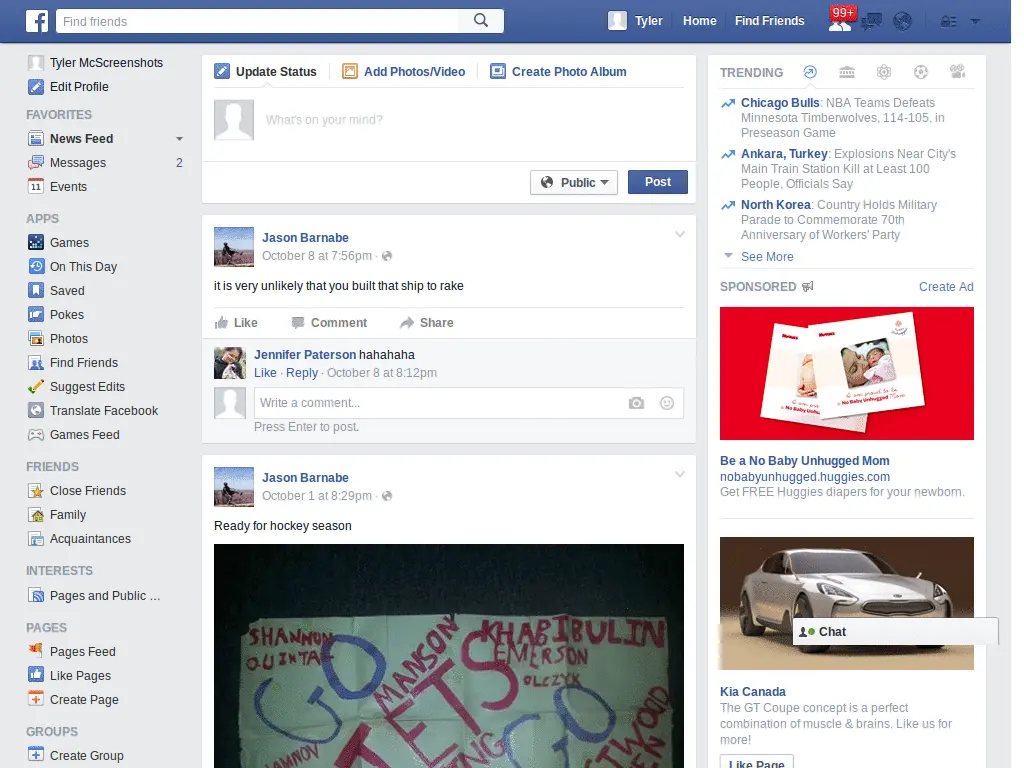 f
Find friends
Tyler
Home
Find Friends
99+
Tyler McScreenshots
Edit Profile
FAVORITES
News Feed
Messages
2
11
Events
APPS
Games
On This Day
Saved
Pokes
Photos
Find Friends
Suggest Edits
Translate Facebook
Games Feed
FRIENDS
Close Friends
Family
Acquaintances
INTERESTS
Pages and Public ...
PAGES
Pages Feed
Like Pages
Create Page
GROUPS
Create Group
Update Status
Add Photos/Video
Create Photo Album
What's on your mind?
Public
Post
Jason Barnabe
October 8 at 7:56pm ·
it is very unlikely that you built that ship to rake
Like
Comment
Share
Jennifer Paterson hahahaha
Like · Reply · October 8 at 8:12pm
Write a comment...
Press Enter to post.
Jason Barnabe
October 1 at 8:29pm ·
Ready for hockey season
SHANNON
KHABIBULIN
QUINTAL
MANSON
EMERSON
OLCZYK
GO
JETS
GO
TRENDING
Chicago Bulls: NBA Teams Defeats
Minnesota Timberwolves, 114-105, in
Preseason Game
Ankara, Turkey: Explosions Near City's
Main Train Station Kill at Least 100
People, Officials Say
North Korea: Country Holds Military
Parade to Commemorate 70th
Anniversary of Workers' Party
See More
SPONSORED
Create Ad
No Baby Unhugged
Be a No Baby Unhugged Mom
nobabyunhugged.huggies.com
Get FREE Huggies diapers for your newborn.
Chat
Kia Canada
The GT Coupe concept is a perfect
combination of muscle & brains. Like us for
more!
Like Page